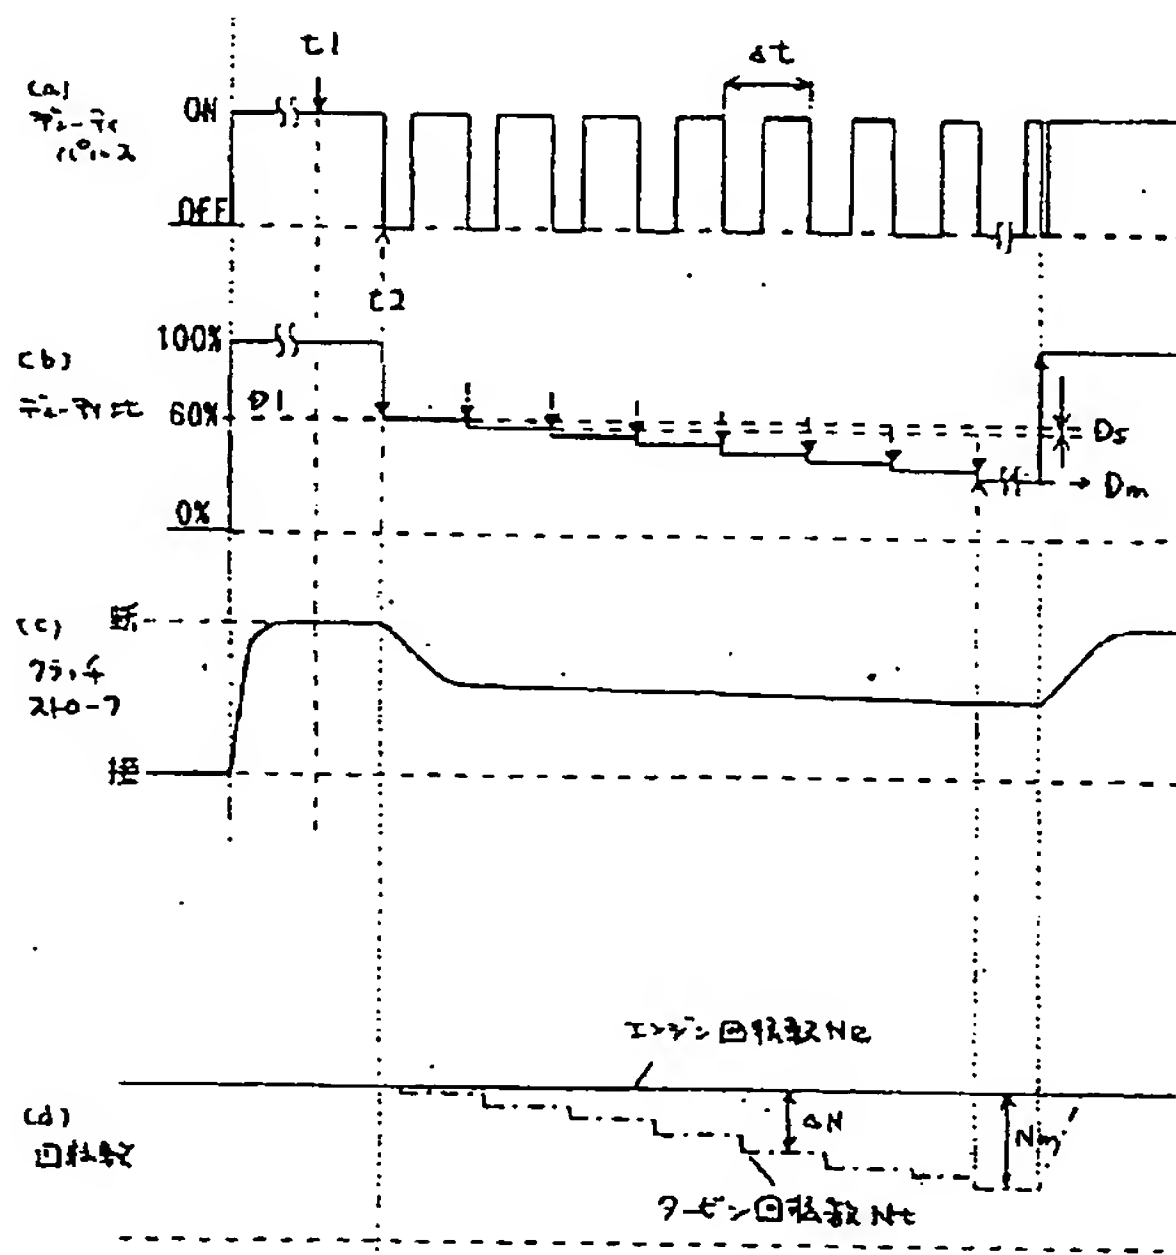 t1
Δt
(a)
デューティ
パルス
ON
OFF
t2
(b)
デューティ比
100%
D1
60%
0%
Ds
Dm
(c)
クラッチ
ストローク
断
接
エンジン回転数Ne
(d)
回転数
ΔN
Nm
タービン回転数Nt